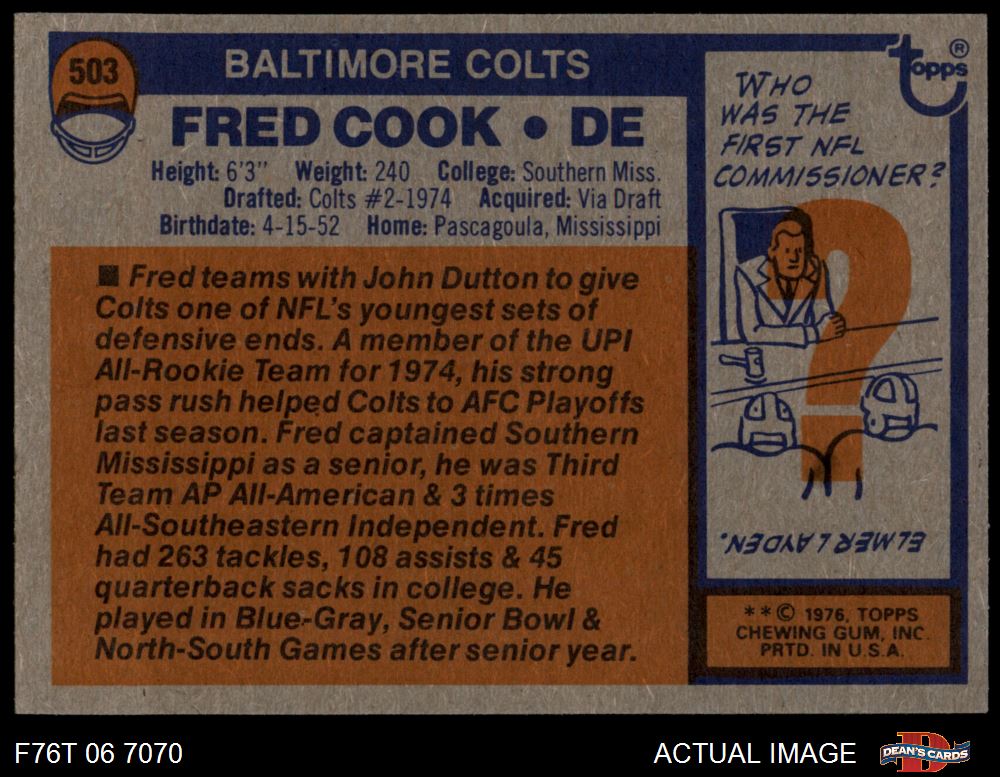 503
BALTIMORE COLTS
FRED COOK • DE
Height: 6'3" Weight: 240 College: Southern Miss.
Drafted: Colts #2-1974 Acquired: Via Draft
Birthdate: 4-15-52 Home: Pascagoula, Mississippi
■ Fred teams with John Dutton to give
Colts one of NFL's youngest sets of
defensive ends. A member of the UPI
All-Rookie Team for 1974, his strong
pass rush helped Colts to AFC Playoffs
last season. Fred captained Southern
Mississippi as a senior, he was Third
Team AP All-American & 3 times
All-Southeastern Independent. Fred
had 263 tackles, 108 assists & 45
quarterback sacks in college. He
played in Blue-Gray, Senior Bowl &
North-South Games after senior year.
topps ®
WHO
WAS THE
FIRST NFL
COMMISSIONER?
ELMER LAYDEN.
**© 1976, TOPPS
CHEWING GUM, INC.
PRTD. IN U.S.A.
F76T 06 7070
ACTUAL IMAGE
DEAN'S CARDS